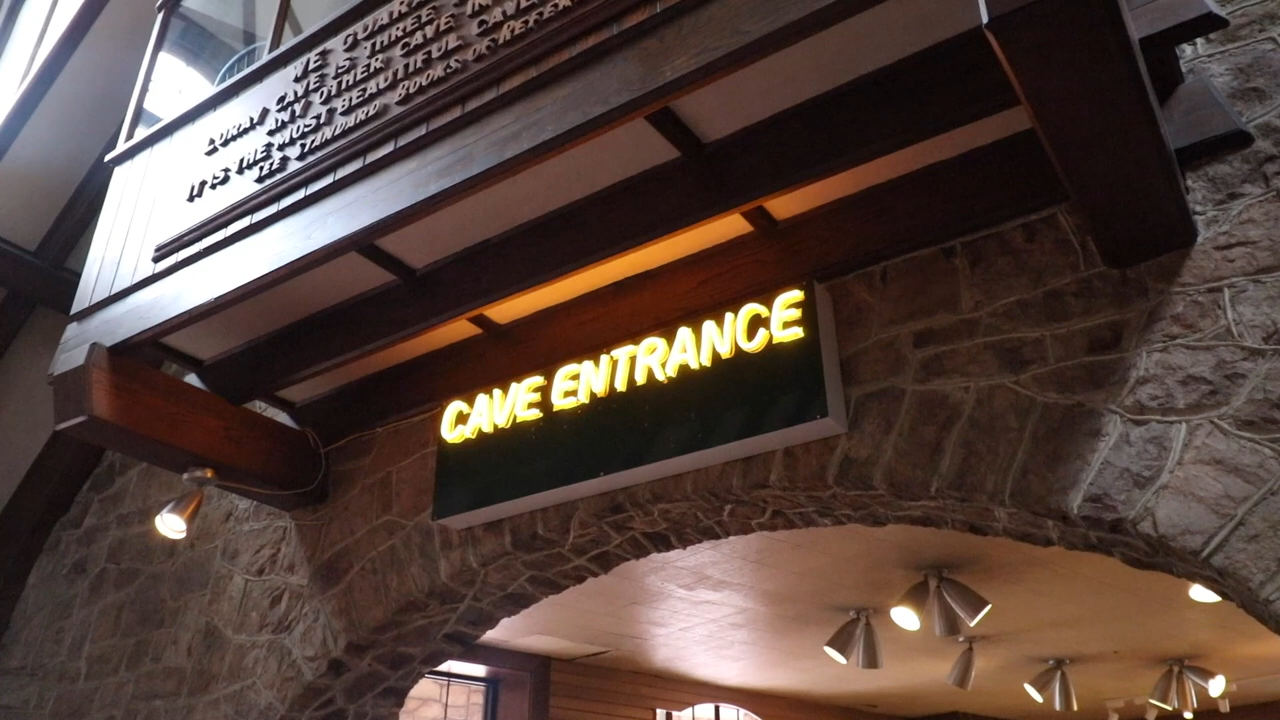 WE GUARA
LURAY CAVE IS THREE
ANY OTHER CAVE IN
IT IS THE MOST BEAUTIFUL CAVE
SEE STANDARD BOOKS OF REFER
CAVE ENTRANCE